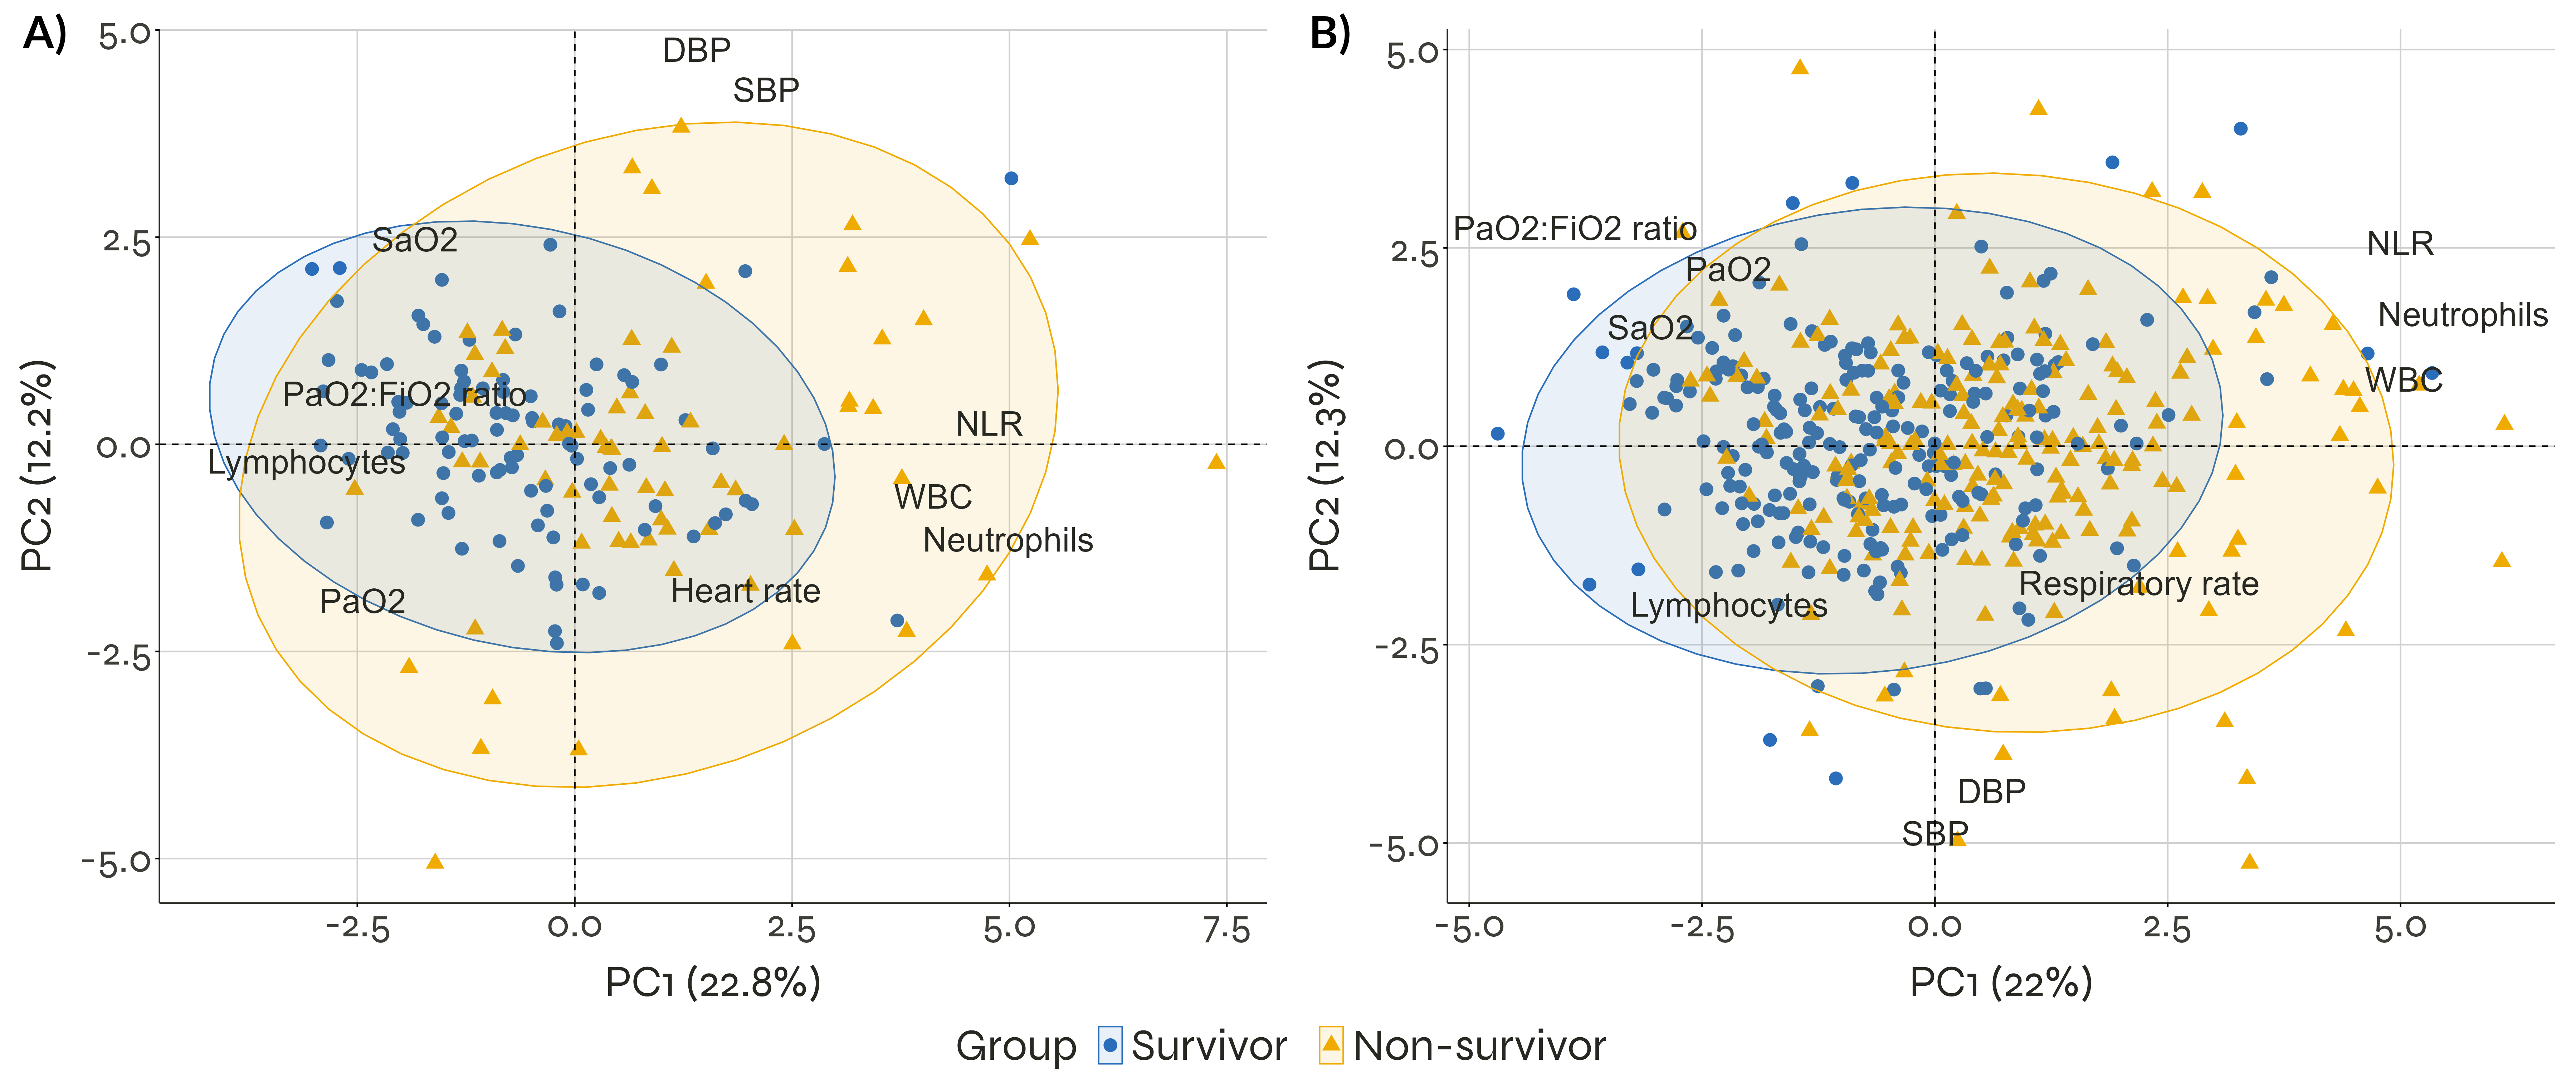 A)
5.0
2.5
0.0
-2.5
-5.0
PC2 (12.2%)
DBP
SBP
SaO2
PaO2:FiO2 ratio
NLR
Lymphocytes
WBC
Neutrophils
PaO2
Heart rate
-2.5
0.0
2.5
5.0
7.5
PC1 (22.8%)
B)
5.0
2.5
0.0
-2.5
-5.0
PC2 (12.3%)
PaO2:FiO2 ratio
NLR
PaO2
Neutrophils
SaO2
WBC
Respiratory rate
Lymphocytes
DBP
SBP
-5.0
-2.5
0.0
2.5
5.0
PC1 (22%)
Group Survivor Non-survivor